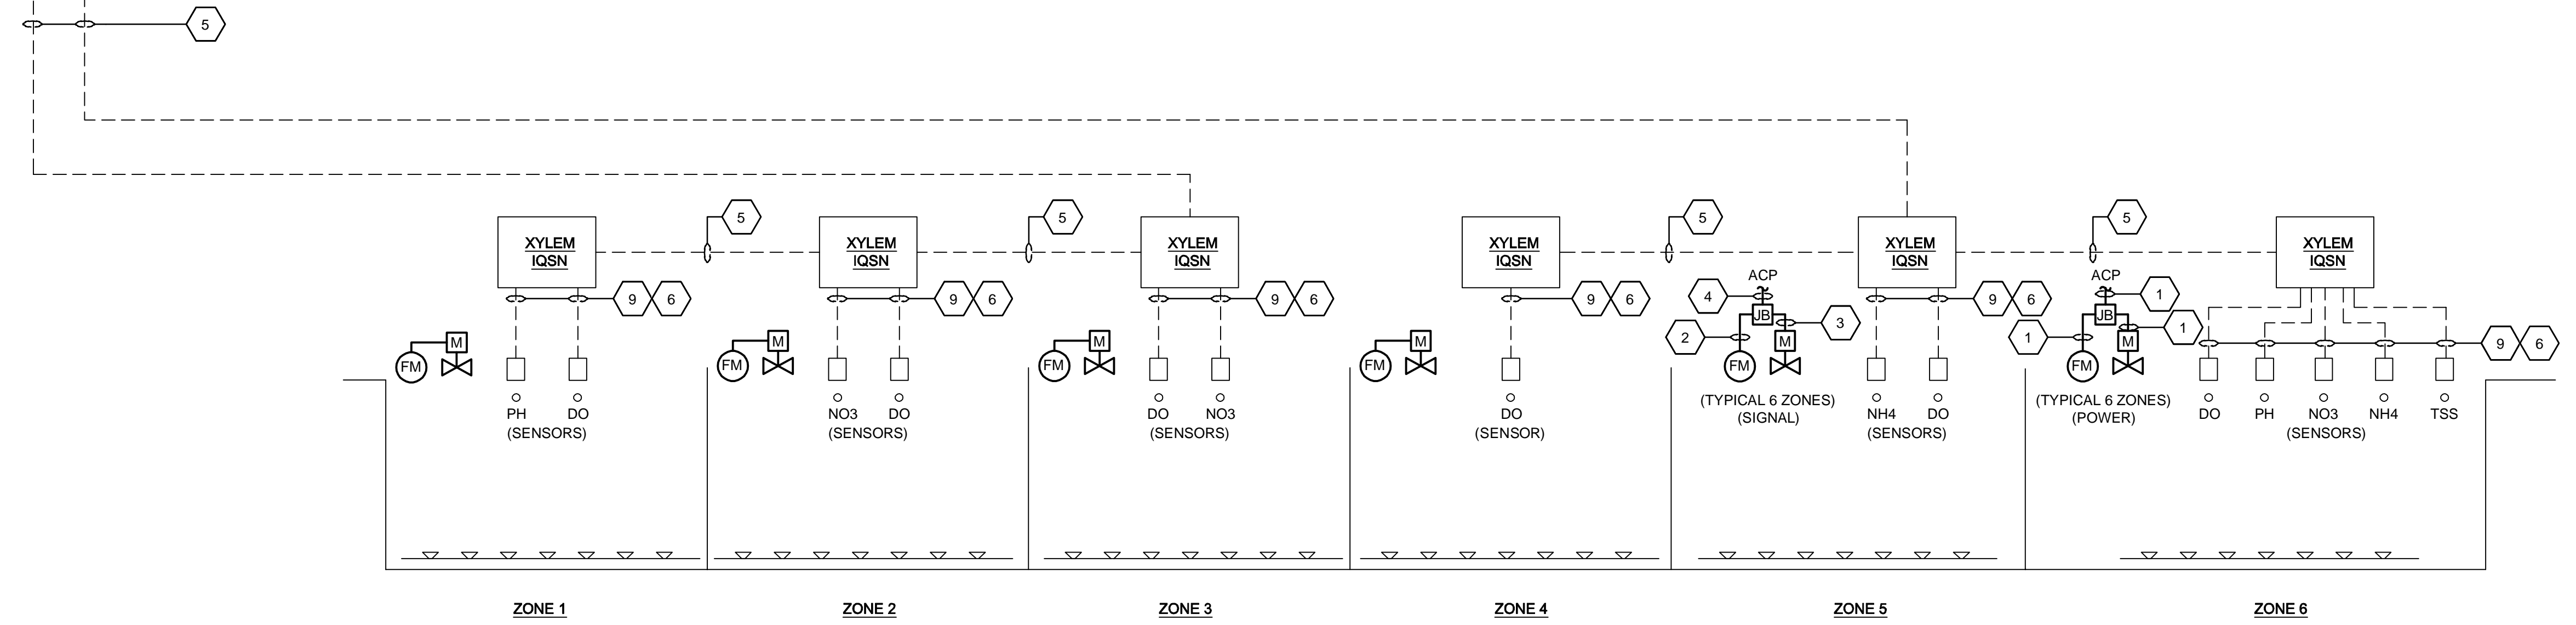 5
5
5
5
5
XYLEM
IQSN
XYLEM
IQSN
XYLEM
IQSN
XYLEM
IQSN
XYLEM
IQSN
XYLEM
IQSN
ACP
ACP
9 6
9 6
9 6
9 6
4
9 6
1
JB
JB
2
3
1
1
M
M
M
M
M
M
9 6
FM
FM
FM
FM
FM
FM
(TYPICAL 6 ZONES)
(SIGNAL)
(TYPICAL 6 ZONES)
(POWER)
PH DO
(SENSORS)
NO3 DO
(SENSORS)
DO NO3
(SENSORS)
DO
(SENSOR)
NH4 DO
(SENSORS)
DO PH NO3 NH4 TSS
(SENSORS)
ZONE 1
ZONE 2
ZONE 3
ZONE 4
ZONE 5
ZONE 6